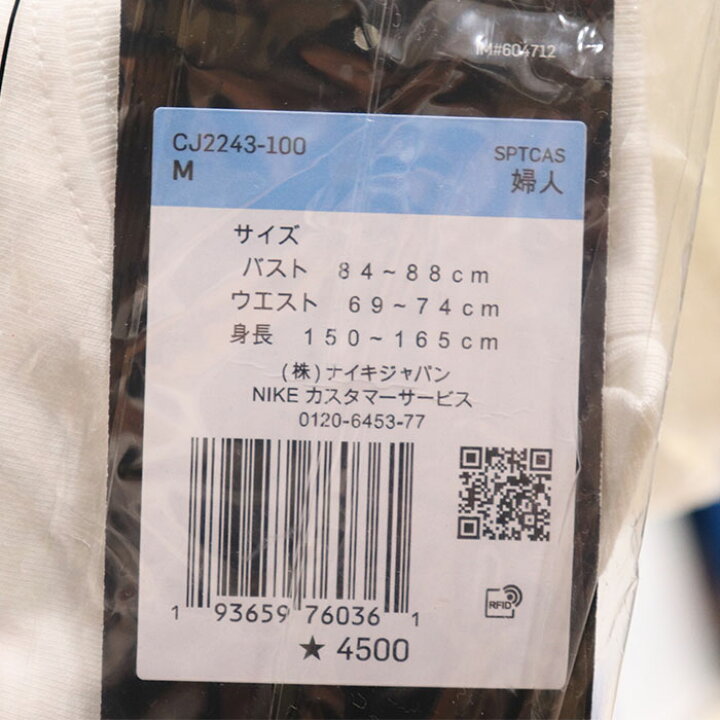 IM#604712
CJ2243-100
M
SPTCAS
婦人
サイズ
バスト 84~88cm
ウエスト 69~74cm
身長 150~165cm
(株)ナイキジャパン
NIKE カスタマーサービス
0120-6453-77
1 93659 76036 1
RFID
★ 4500